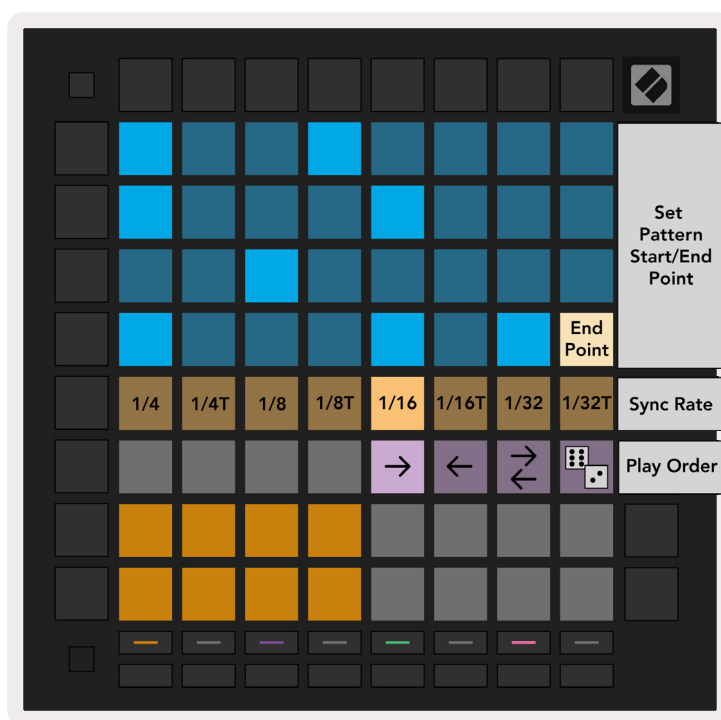 Set
Pattern
Start/End
Point
End
Point
1/4
1/4T
1/8
1/8T
1/16
1/16T
1/32
1/32T
Sync Rate
Play Order